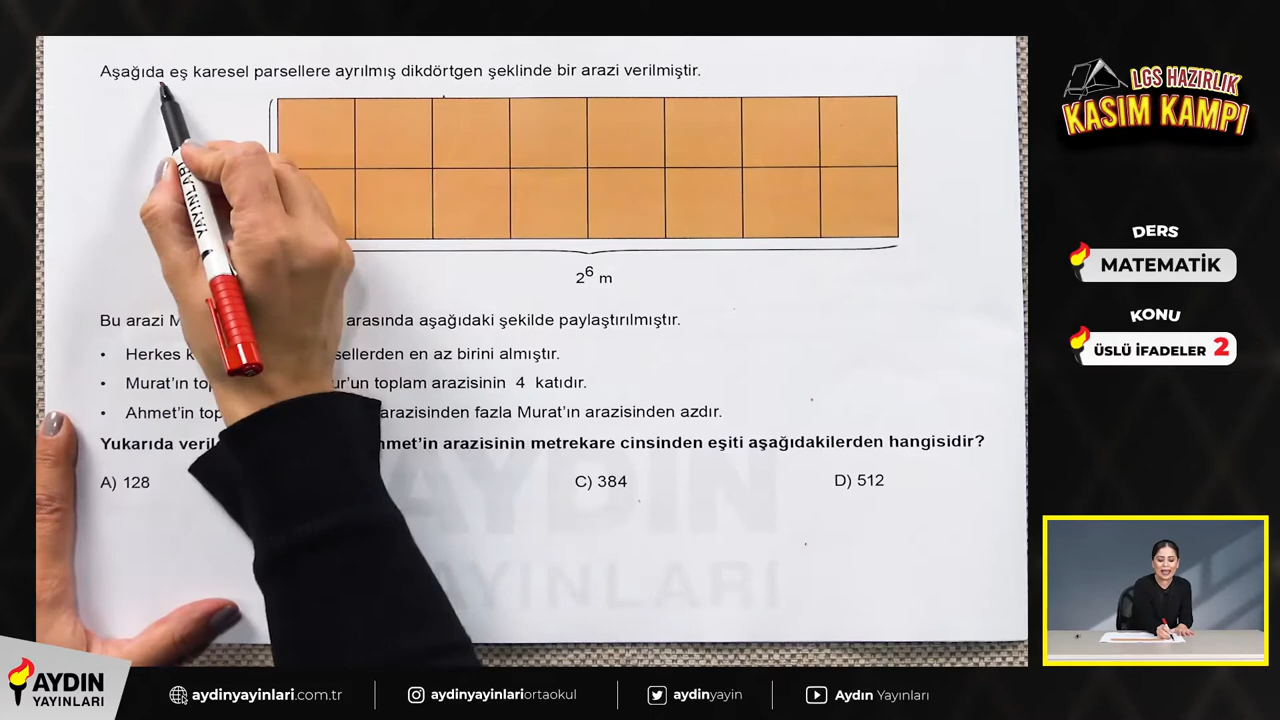 Aşağıda eş karesel parsellere ayrılmış dikdörtgen şeklinde bir arazi verilmiştir.
2⁶ m
Bu arazi M arasında aşağıdaki şekilde paylaştırılmıştır.
• Herkes k sellerden en az birini almıştır.
• Murat’ın top ur’un toplam arazisinin 4 katıdır.
• Ahmet’in top arazisinden fazla Murat’ın arazisinden azdır.
Yukarıda veril hmet’in arazisinin metrekare cinsinden eşiti aşağıdakilerden hangisidir?
A) 128 C) 384 D) 512
AYDIN
YAYINLARI
YAYINLARI
LGS HAZIRLIK
KASIM KAMPI
DERS
MATEMATİK
KONU
ÜSLÜ İFADELER 2
AYDIN
YAYINLARI
aydinyayinlari.com.tr
aydinyayinlariortaokul
aydinyayin
Aydın Yayınları